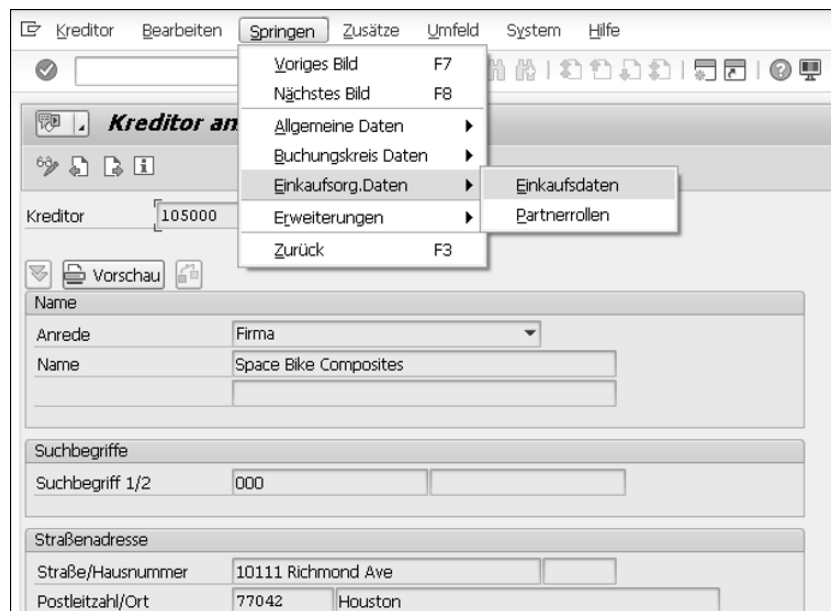 Kreditor Bearbeiten Springen Zusätze Umfeld System Hilfe
Voriges Bild F7
Nächstes Bild F8
Kreditor an
Allgemeine Daten
Buchungskreis Daten
Einkaufsorg.Daten Einkaufsdaten
Kreditor 105000 Erweiterungen Partnerrollen
Zurück F3
Vorschau
Name
Anrede Firma
Name Space Bike Composites
Suchbegriffe
Suchbegriff 1/2 000
Straßenadresse
Straße/Hausnummer 10111 Richmond Ave
Postleitzahl/Ort 77042 Houston